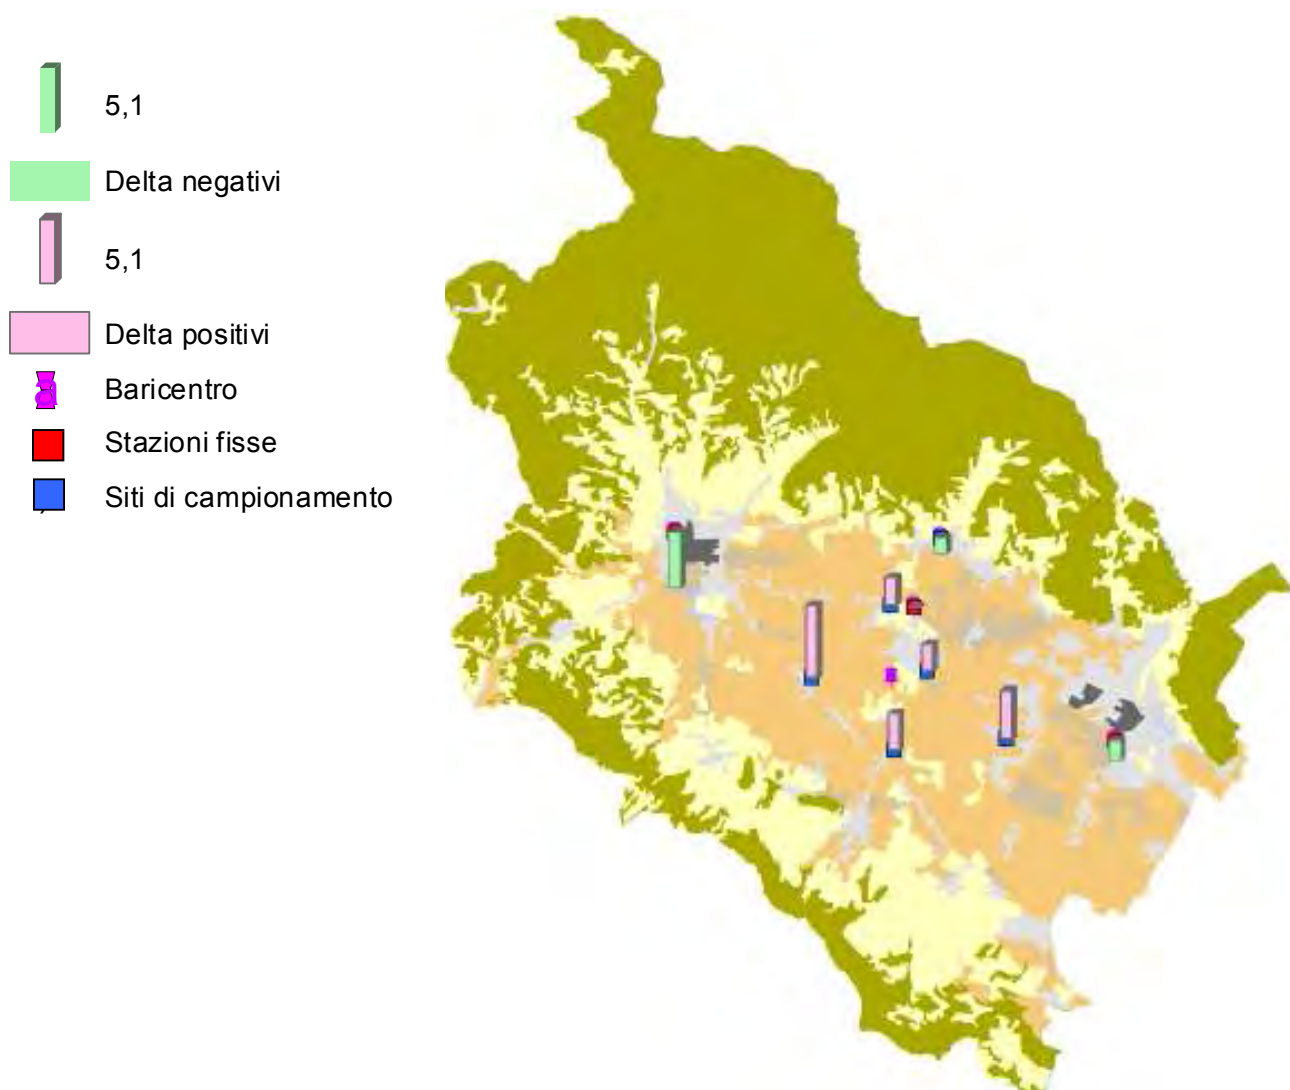 5,1
Delta negativi
5,1
Delta positivi
a
Baricentro
Stazioni fisse
Siti di campionamento